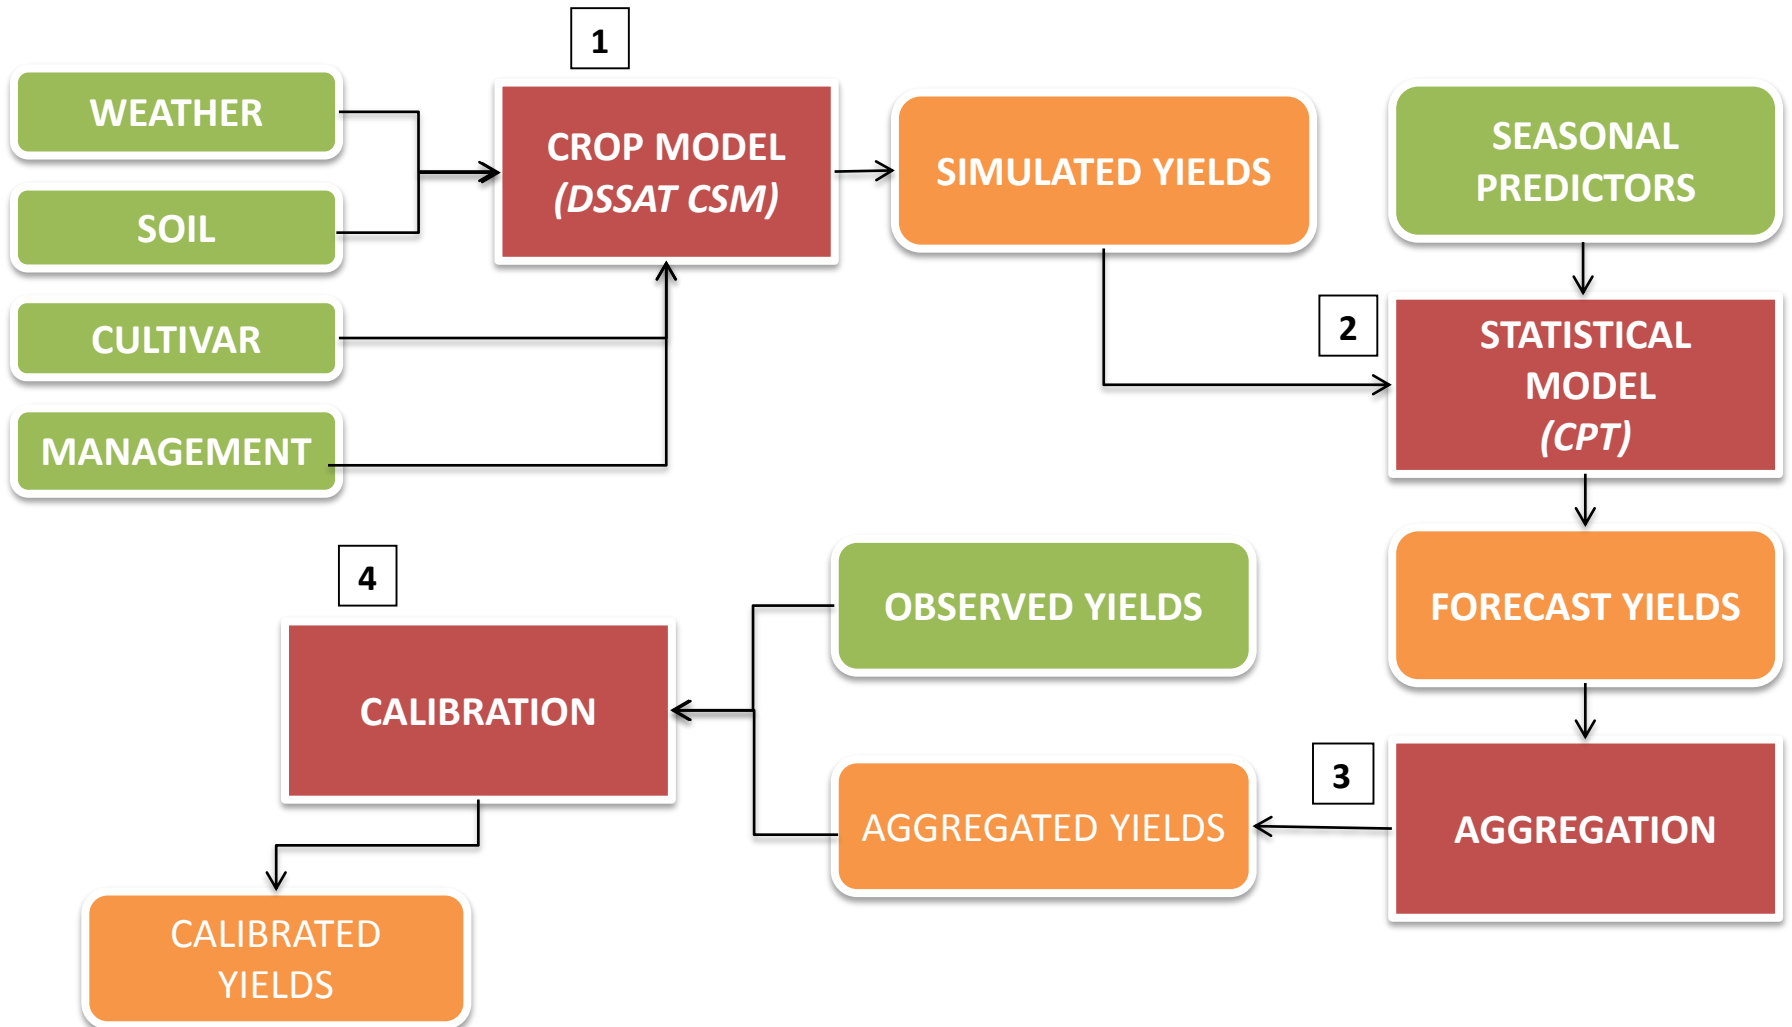 1
WEATHER
CROP MODEL
(DSSAT CSM)
SIMULATED YIELDS
SEASONAL
PREDICTORS
SOIL
CULTIVAR
MANAGEMENT
2
STATISTICAL
MODEL
(CPT)
4
OBSERVED YIELDS
FORECAST YIELDS
CALIBRATION
3
AGGREGATED YIELDS
AGGREGATION
CALIBRATED
YIELDS